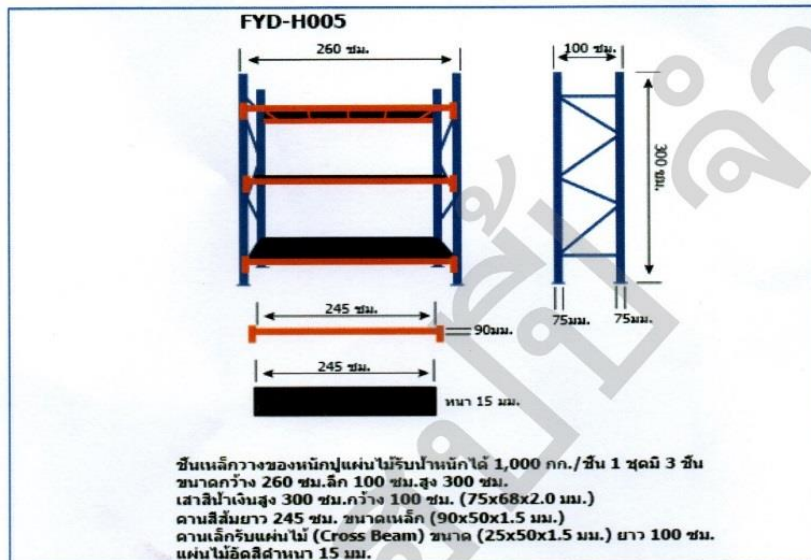 FYD-H005
260 ซม.
100 ซม.
300 ซม.
245 ซม.
90มม.
75มม.
75มม.
245 ซม.
หนา 15 มม.
ชั้นเหล็กวางของหนักปูแผ่นไม้รับน้ำหนักได้ 1,000 กก./ชั้น 1 ชุดมี 3 ชั้น
ขนาดกว้าง 260 ซม.ลึก 100 ซม.สูง 300 ซม.
เสาสีน้ำเงินสูง 300 ซม.กว้าง 100 ซม. (75x68x2.0 มม.)
คานสีส้มยาว 245 ซม. ขนาดเหล็ก (90x50x1.5 มม.)
คานเล็กรับแผ่นไม้ (Cross Beam) ขนาด (25x50x1.5 มม.) ยาว 100 ซม.
แผ่นไม้อัดสีดำหนา 15 มม.